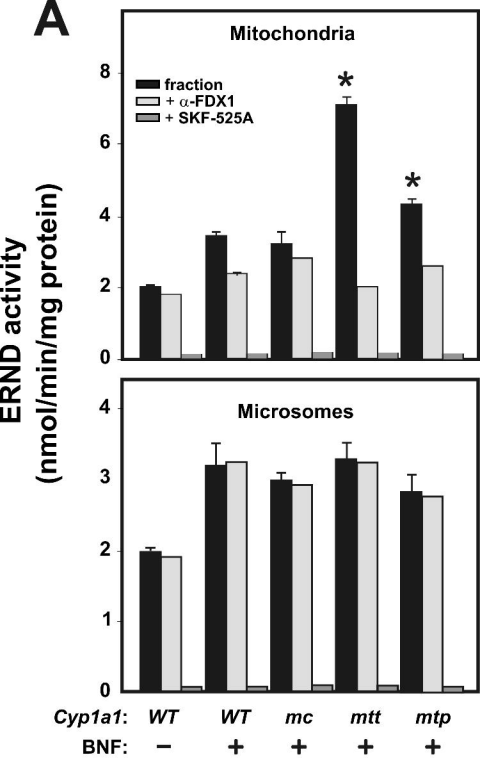 A
Mitochondria
8
6
4
2
0
fraction
+ α-FDX1
+ SKF-525A
*
*
ERND activity
(nmol/min/mg protein)
Microsomes
4
3
2
1
0
Cyp1a1: WT WT mc mtt mtp
BNF: − + + + +